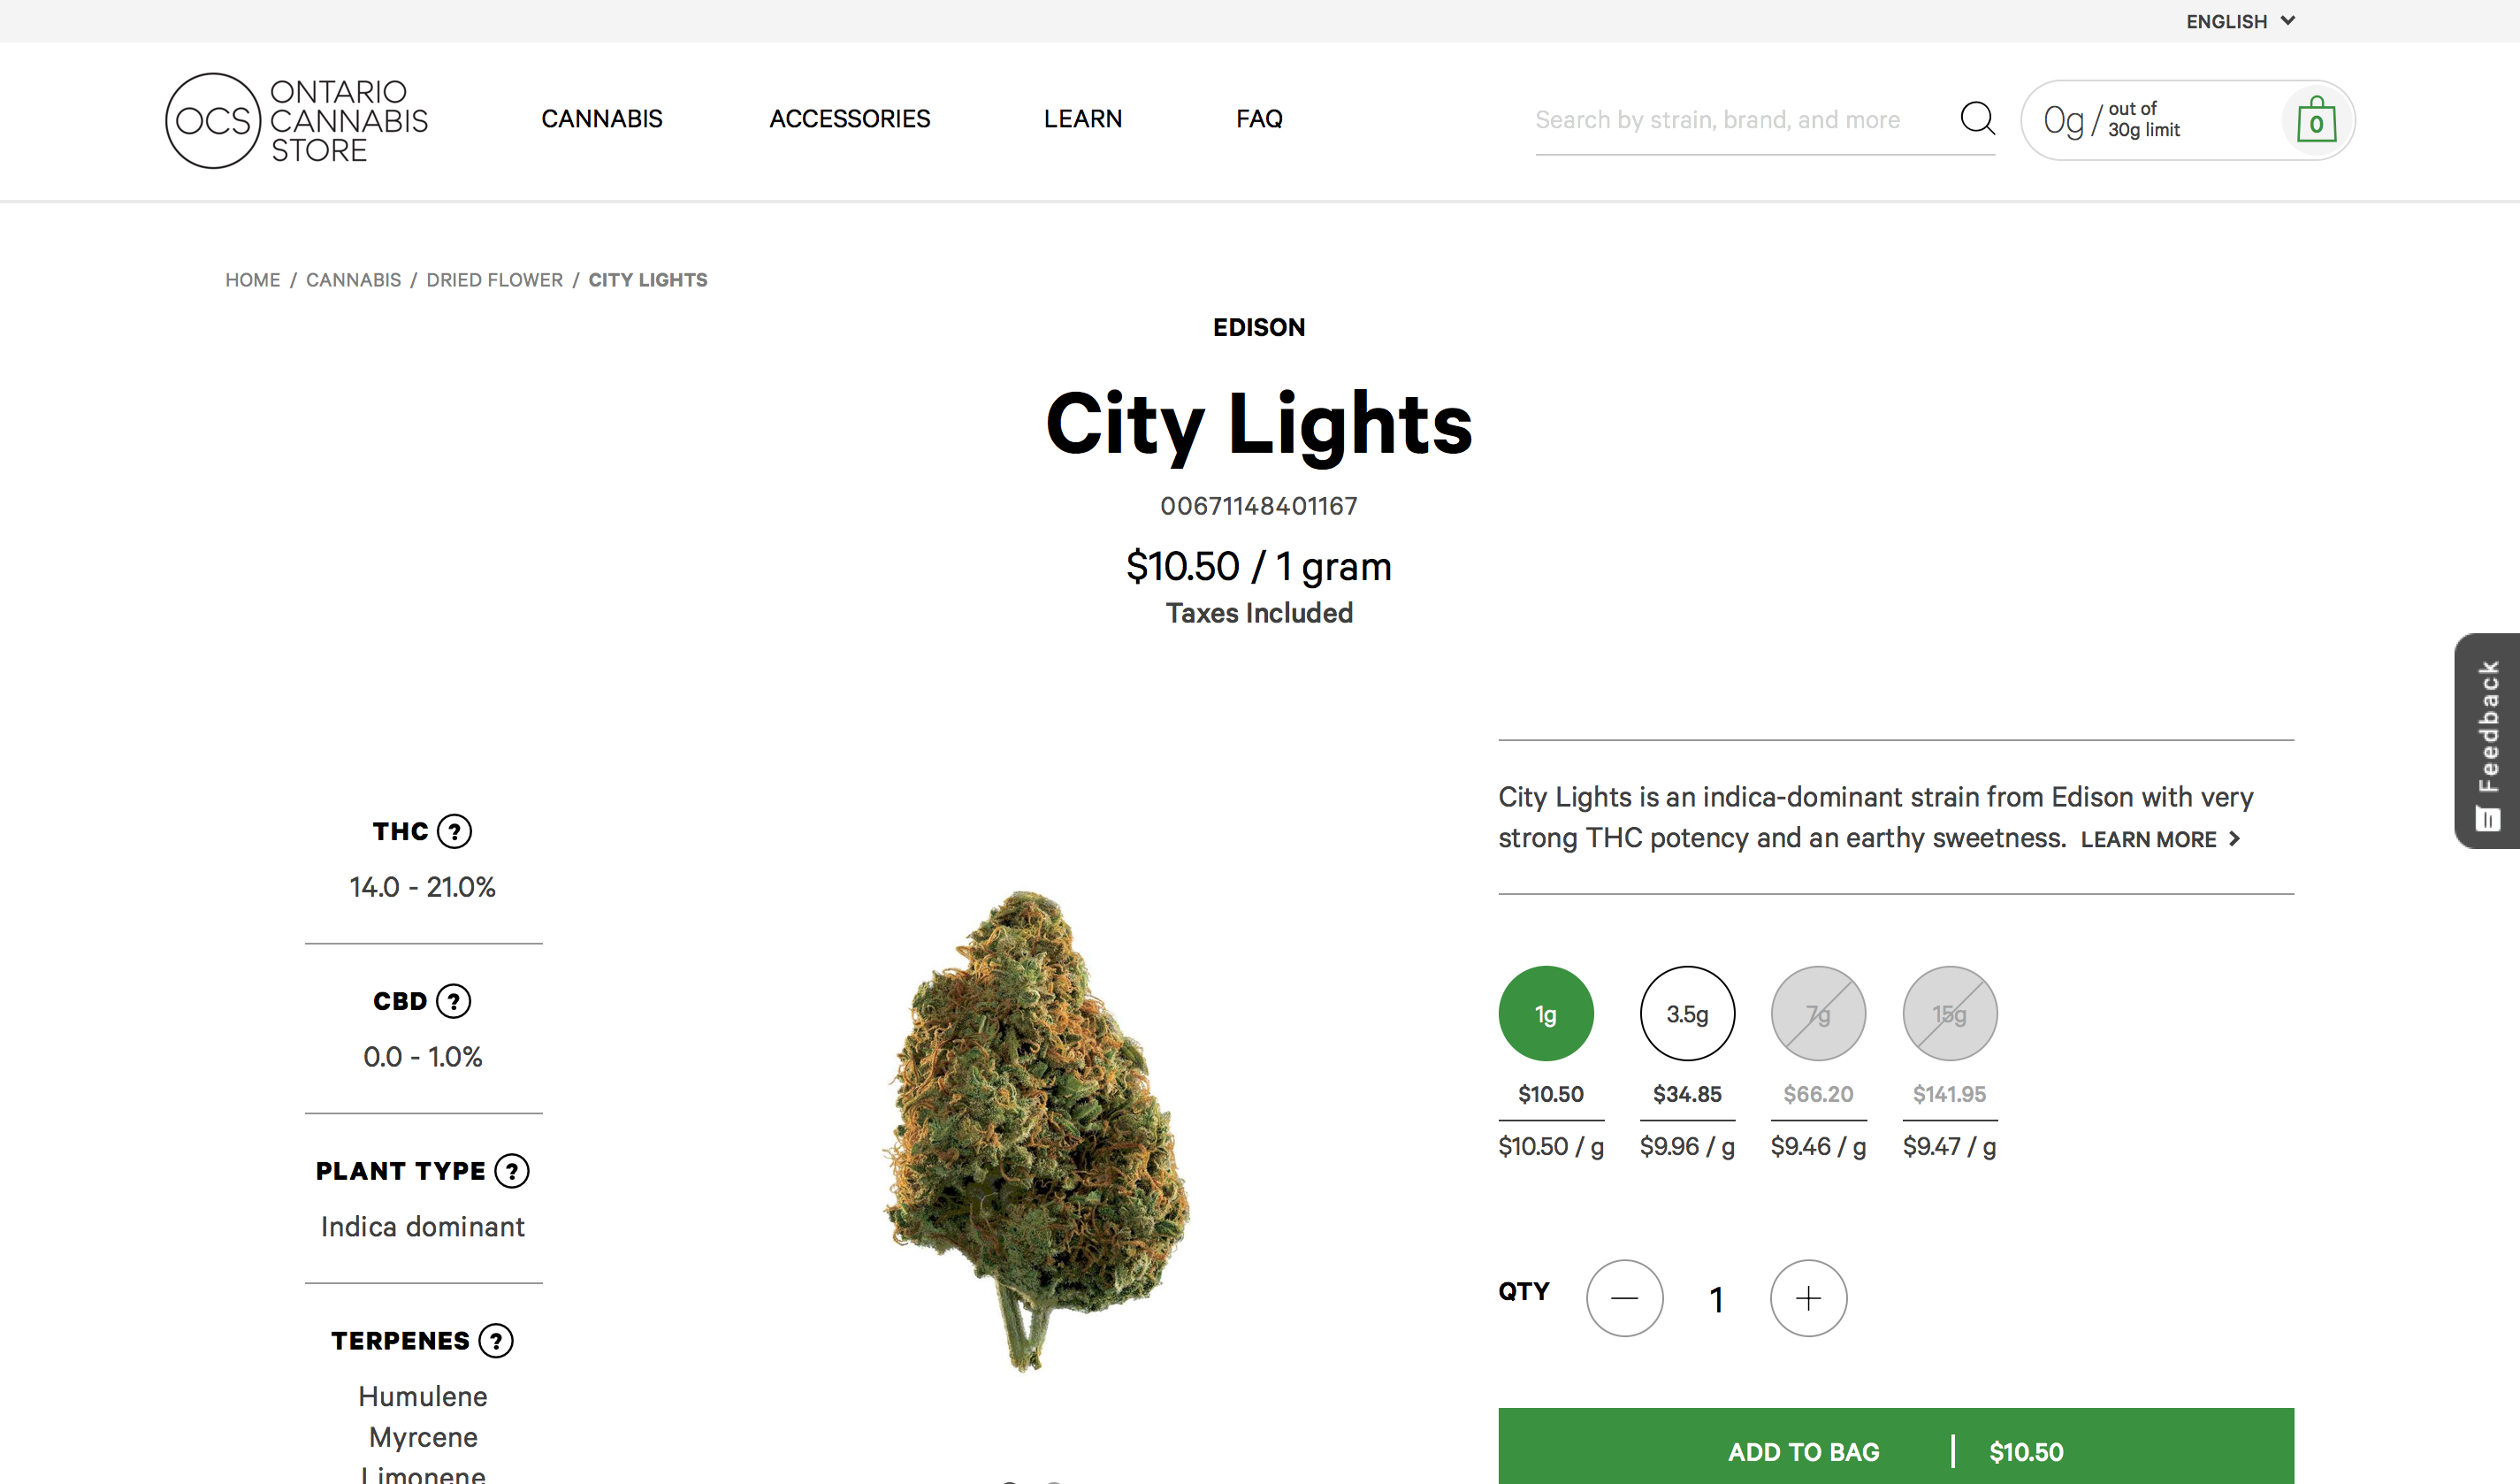 ENGLISH
OCS
ONTARIO
CANNABIS
STORE
CANNABIS
ACCESSORIES
LEARN
FAQ
Search by strain, brand, and more
0g / out of
30g limit
0
HOME / CANNABIS / DRIED FLOWER / CITY LIGHTS
EDISON
City Lights
00671148401167
$10.50 / 1 gram
Taxes Included
Feedback
THC ?
14.0 - 21.0%
CBD ?
0.0 - 1.0%
PLANT TYPE ?
Indica dominant
TERPENES ?
Humulene
Myrcene
Limonene
City Lights is an indica-dominant strain from Edison with very
strong THC potency and an earthy sweetness. LEARN MORE >
1g 3.5g 7g 15g
$10.50 $34.85 $66.20 $141.95
$10.50 / g $9.96 / g $9.46 / g $9.47 / g
QTY — 1 +
ADD TO BAG | $10.50